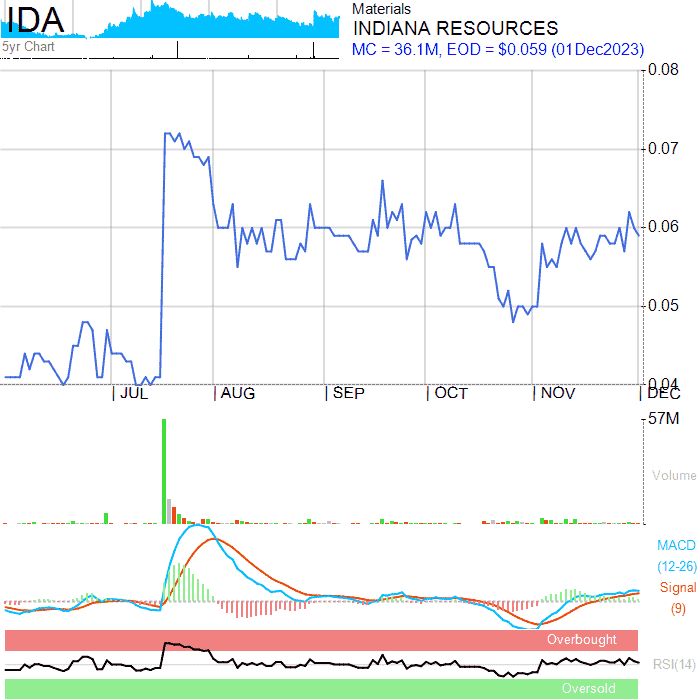 IDA
5yr Chart
Materials
INDIANA RESOURCES
MC = 36.1M, EOD = $0.059 (01Dec2023)
0.08
0.07
0.06
0.05
0.04
JUL AUG SEP OCT NOV DEC
57M
Volume
MACD
(12-26)
Signal
(9)
Overbought
RSI(14)
Oversold